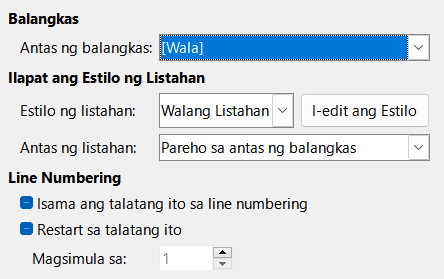 Balangkas
Antas ng balangkas: [Wala]
Ilapat ang Estilo ng Listahan
Estilo ng listahan: Walang Listahan I-edit ang Estilo
Antas ng listahan: Pareho sa antas ng balangkas
Line Numbering
Isama ang talatang ito sa line numbering
Restart sa talatang ito
Magsimula sa: 1